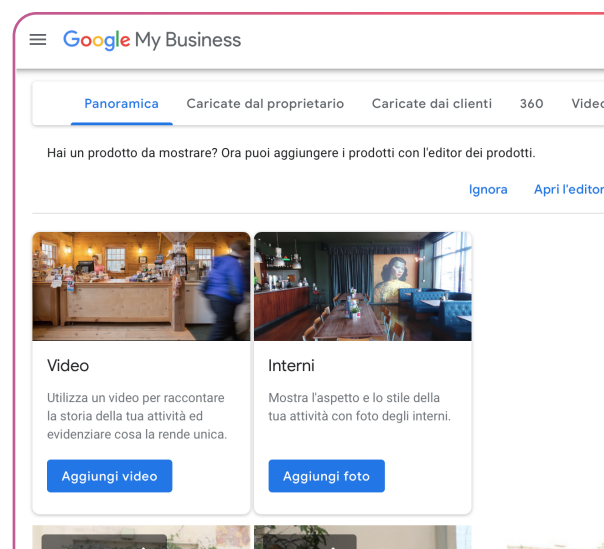 Google My Business
Panoramica Caricate dal proprietario Caricate dai clienti 360
Hai un prodotto da mostrare? Ora puoi aggiungere i prodotti con l'editor dei prodotti.
Ignora Apri l'editor
Video Interni
Utilizza un video per raccontare
la storia della tua attività ed
evidenziare cosa la rende unica.
Mostra l'aspetto e lo stile della
tua attività con foto degli interni.
Aggiungi video Aggiungi foto